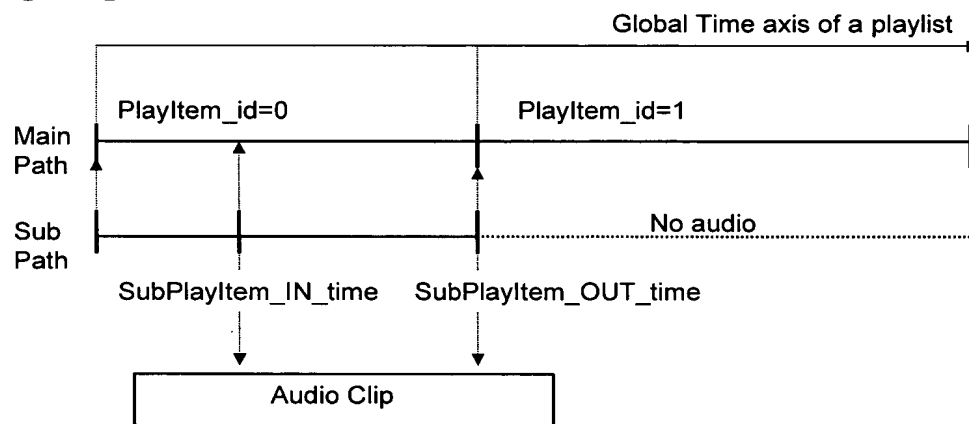 Global Time axis of a playlist
PlayItem_id=0
PlayItem_id=1
Main
Path
Sub
Path
No audio
SubPlayItem_IN_time
SubPlayItem_OUT_time
Audio Clip